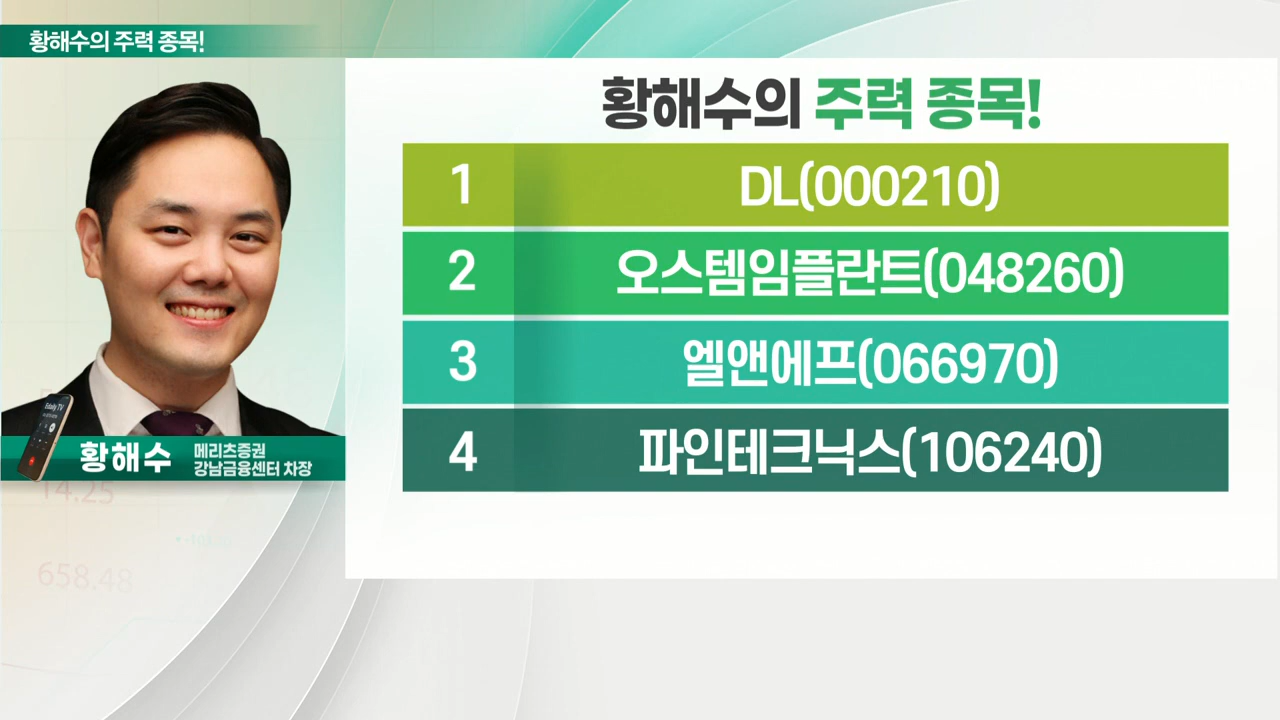 황해수의 주력 종목!
황해수의 주력 종목!
1 DL(000210)
2 오스템임플란트(048260)
3 엘앤에프(066970)
4 파인테크닉스(106240)
Edaily TV
황해수 메리츠증권
강남금융센터 차장
14.25
658.48